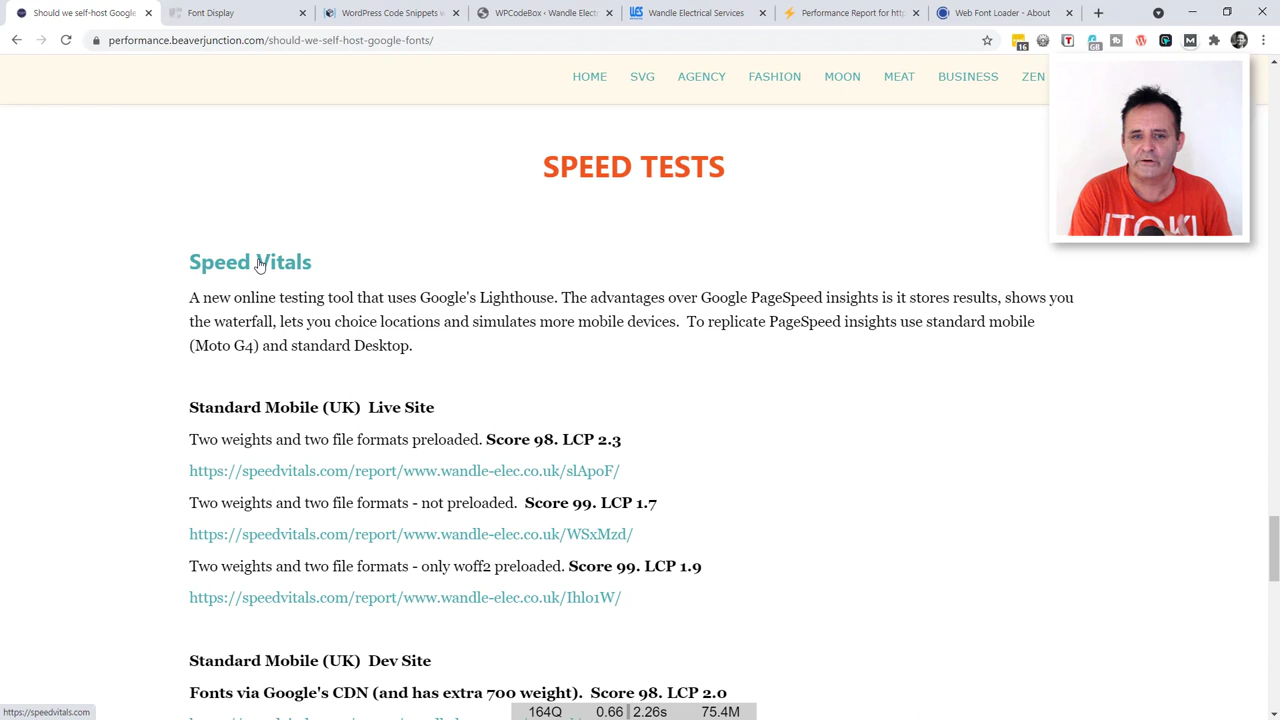 Should we self-host Google
Font Display
WordPress Code Snippets w
WPCodeBox ‹ Wandle Electri
Wandle Electrical Services
Performance Report for htt
Web Font Loader - About
performance.beaverjunction.com/should-we-self-host-google-fonts/
16
GB
HOME
SVG
AGENCY
FASHION
MOON
MEAT
BUSINESS
ZEN
SPEED TESTS
Speed Vitals
A new online testing tool that uses Google's Lighthouse. The advantages over Google PageSpeed insights is it stores results, shows you
the waterfall, lets you choice locations and simulates more mobile devices. To replicate PageSpeed insights use standard mobile
(Moto G4) and standard Desktop.
Standard Mobile (UK) Live Site
Two weights and two file formats preloaded. Score 98. LCP 2.3
https://speedvitals.com/report/www.wandle-elec.co.uk/slApoF/
Two weights and two file formats - not preloaded. Score 99. LCP 1.7
https://speedvitals.com/report/www.wandle-elec.co.uk/WSxMzd/
Two weights and two file formats - only woff2 preloaded. Score 99. LCP 1.9
https://speedvitals.com/report/www.wandle-elec.co.uk/Ihlo1W/
Standard Mobile (UK) Dev Site
Fonts via Google's CDN (and has extra 700 weight). Score 98. LCP 2.0
https://speedvitals.com
164Q 0.66 2.26s 75.4M